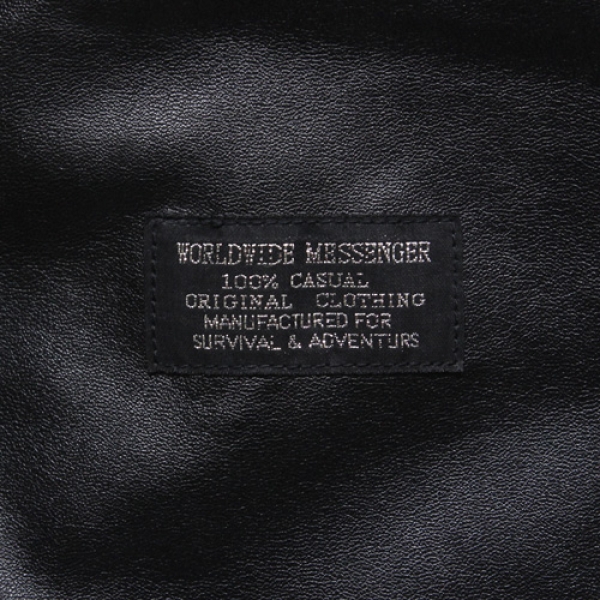 WORLDWIDE MESSENGER
100% CASUAL
ORIGINAL CLOTHING
MANUFACTURED FOR
SURVIVAL & ADVENTURS